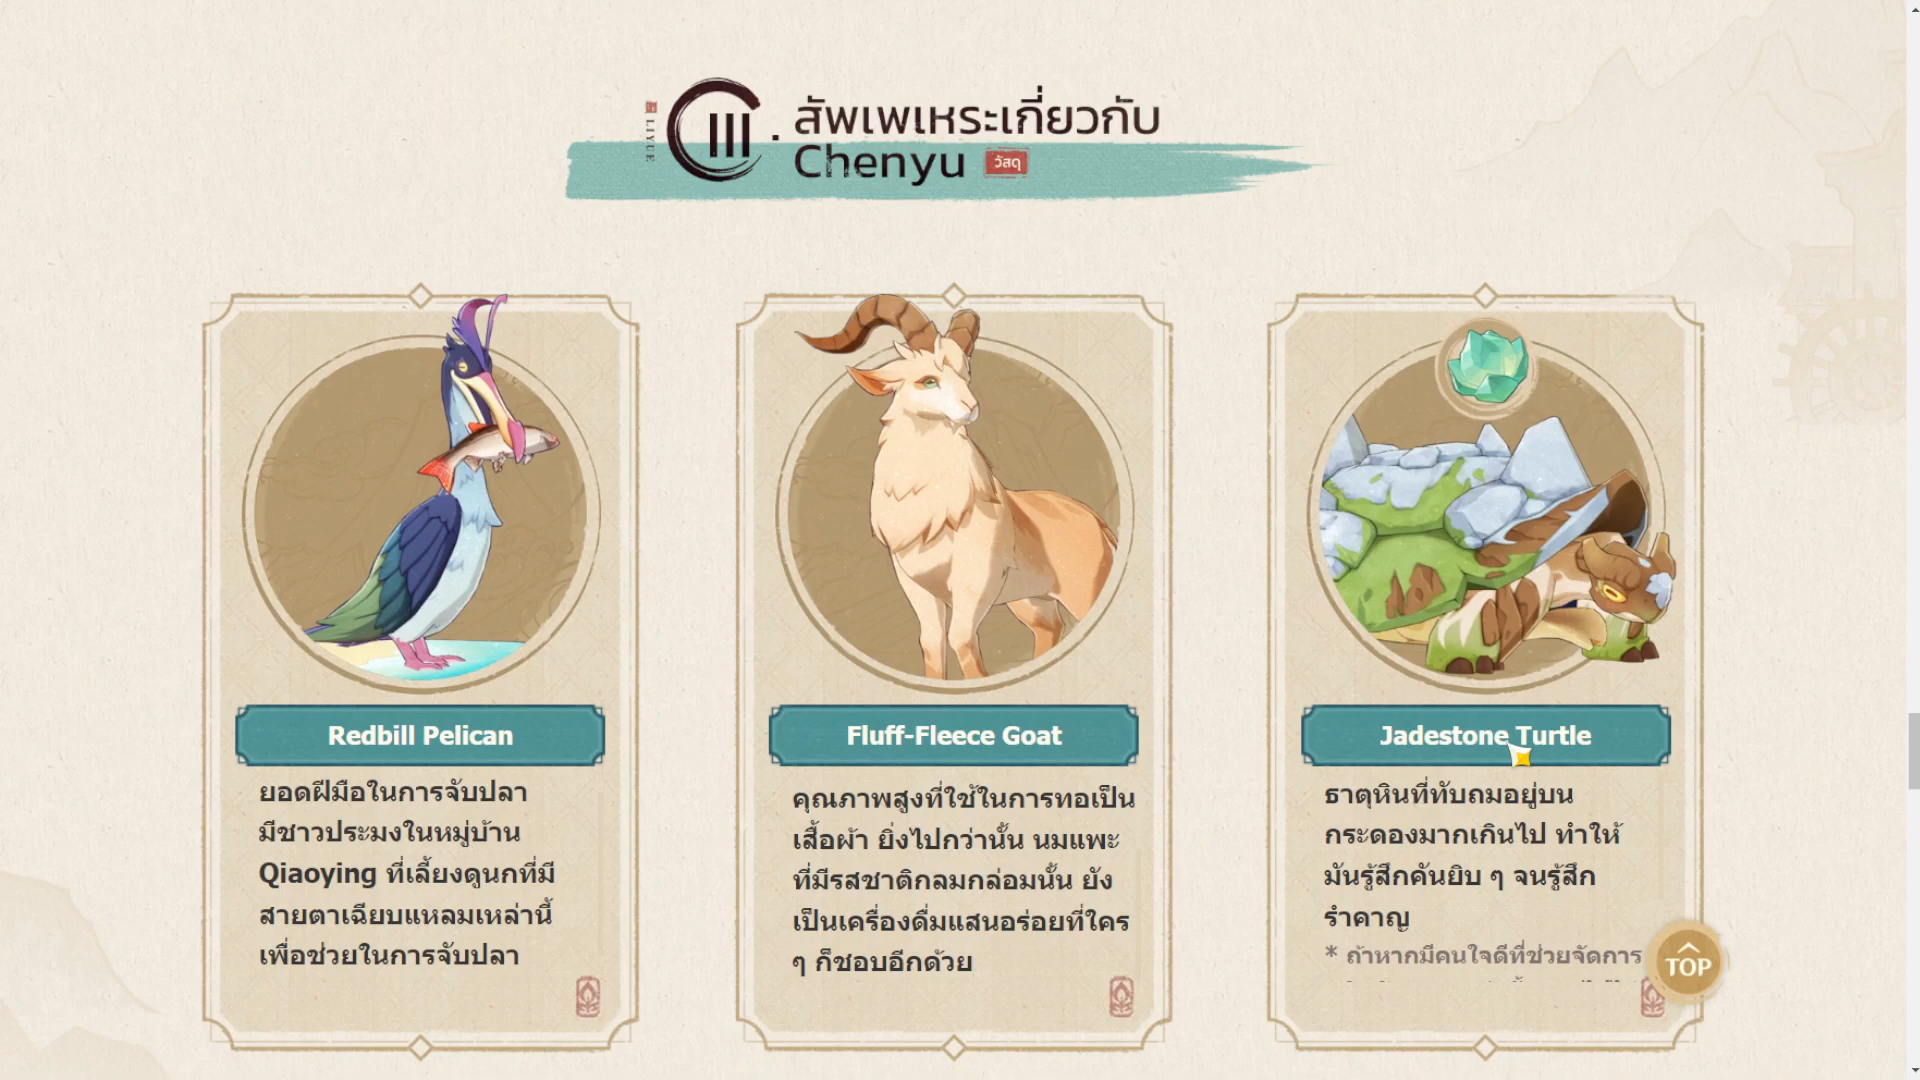 LIYUE
III. สัพเพเหระเกี่ยวกับ
Chenyu วัสดุ
Redbill Pelican
ยอดฝีมือในการจับปลา
มีชาวประมงในหมู่บ้าน
Qiaoying ที่เลี้ยงดูนกที่มี
สายตาเฉียบแหลมเหล่านี้
เพื่อช่วยในการจับปลา
Fluff-Fleece Goat
คุณภาพสูงที่ใช้ในการทอเป็น
เสื้อผ้า ยิ่งไปกว่านั้น นมแพะ
ที่มีรสชาติกลมกล่อมนั้น ยัง
เป็นเครื่องดื่มแสนอร่อยที่ใคร
ๆ ก็ชอบอีกด้วย
Jadestone Turtle
ธาตุหินที่ทับถมอยู่บน
กระดองมากเกินไป ทำให้
มันรู้สึกคันยิบ ๆ จนรู้สึก
รำคาญ
* ถ้าหากมีคนใจดีที่ช่วยจัดการ
TOP